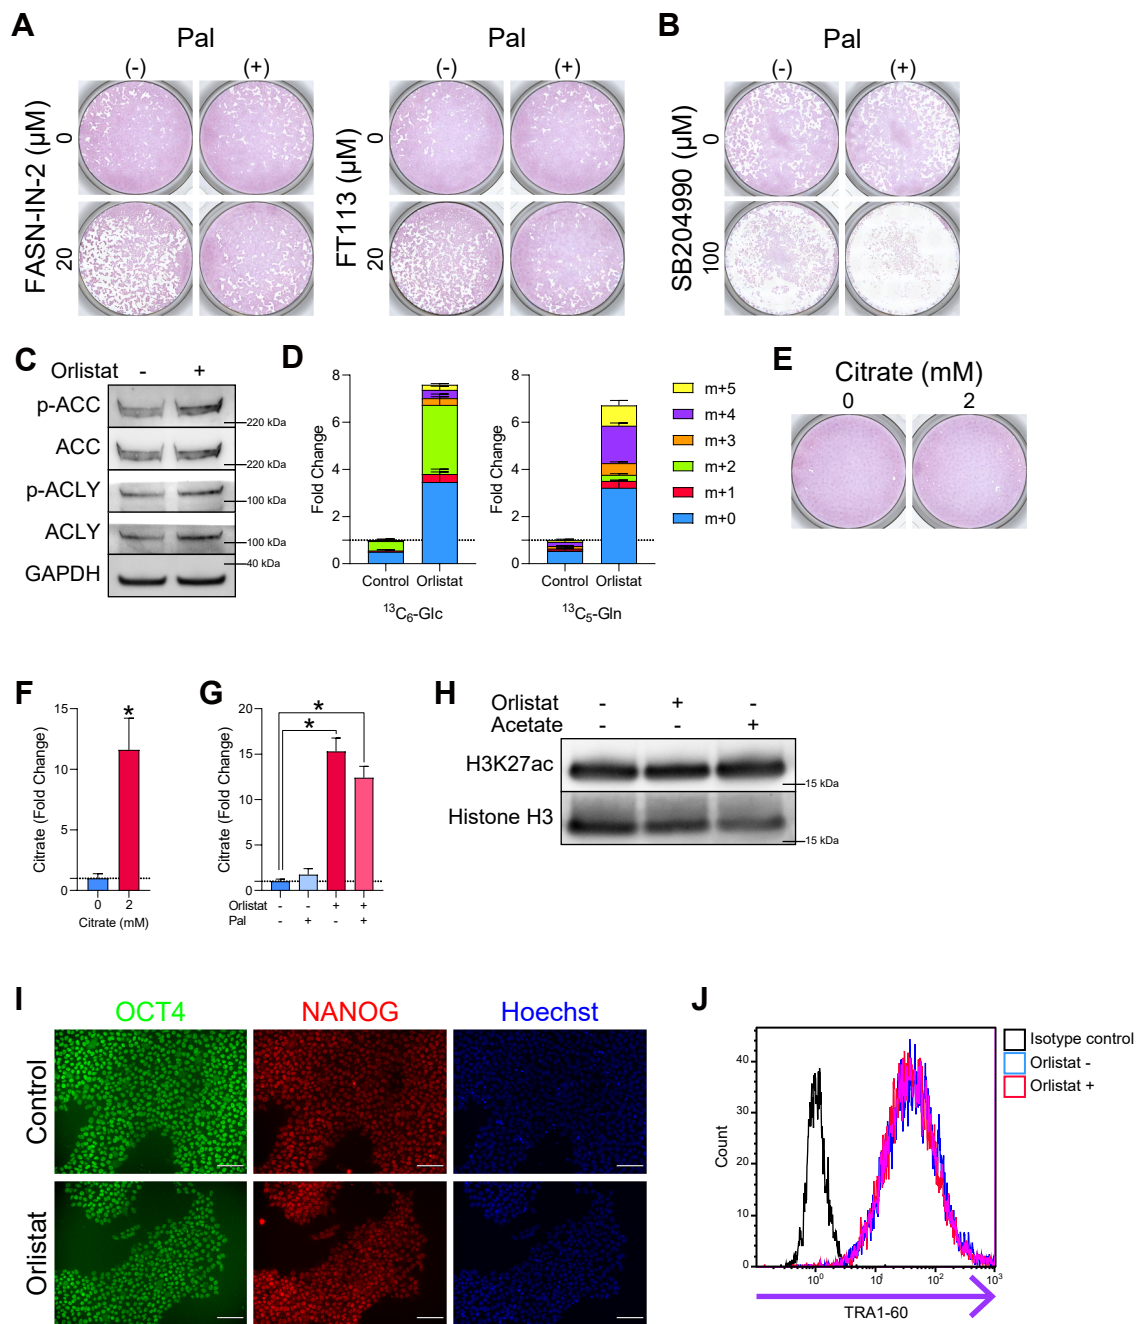 A
Pal
Pal
(-) (+)
(-) (+)
FASN-IN-2 (μM)
0
20
FT113 (μM)
0
20
B
Pal
(-) (+)
SB204990 (μM)
0
100
C
Orlistat - +
p-ACC
220 kDa
ACC
220 kDa
p-ACLY
100 kDa
ACLY
100 kDa
GAPDH
40 kDa
D
Fold Change
8
6
4
2
0
Control Orlistat
¹³C₆-Glc
Fold Change
8
6
4
2
0
Control Orlistat
¹³C₅-Gln
m+5
m+4
m+3
m+2
m+1
m+0
E
Citrate (mM)
0 2
F
Citrate (Fold Change)
15
10
5
0
*
0 2
Citrate (mM)
G
Citrate (Fold Change)
20
15
10
5
0
*
*
Orlistat - - + +
Pal - + - +
H
Orlistat - + -
Acetate - - +
H3K27ac
15 kDa
Histone H3
15 kDa
I
OCT4 NANOG Hoechst
Control
Orlistat
J
Count
40
30
20
10
0
10⁰ 10¹ 10² 10³
TRA1-60
Isotype control
Orlistat -
Orlistat +